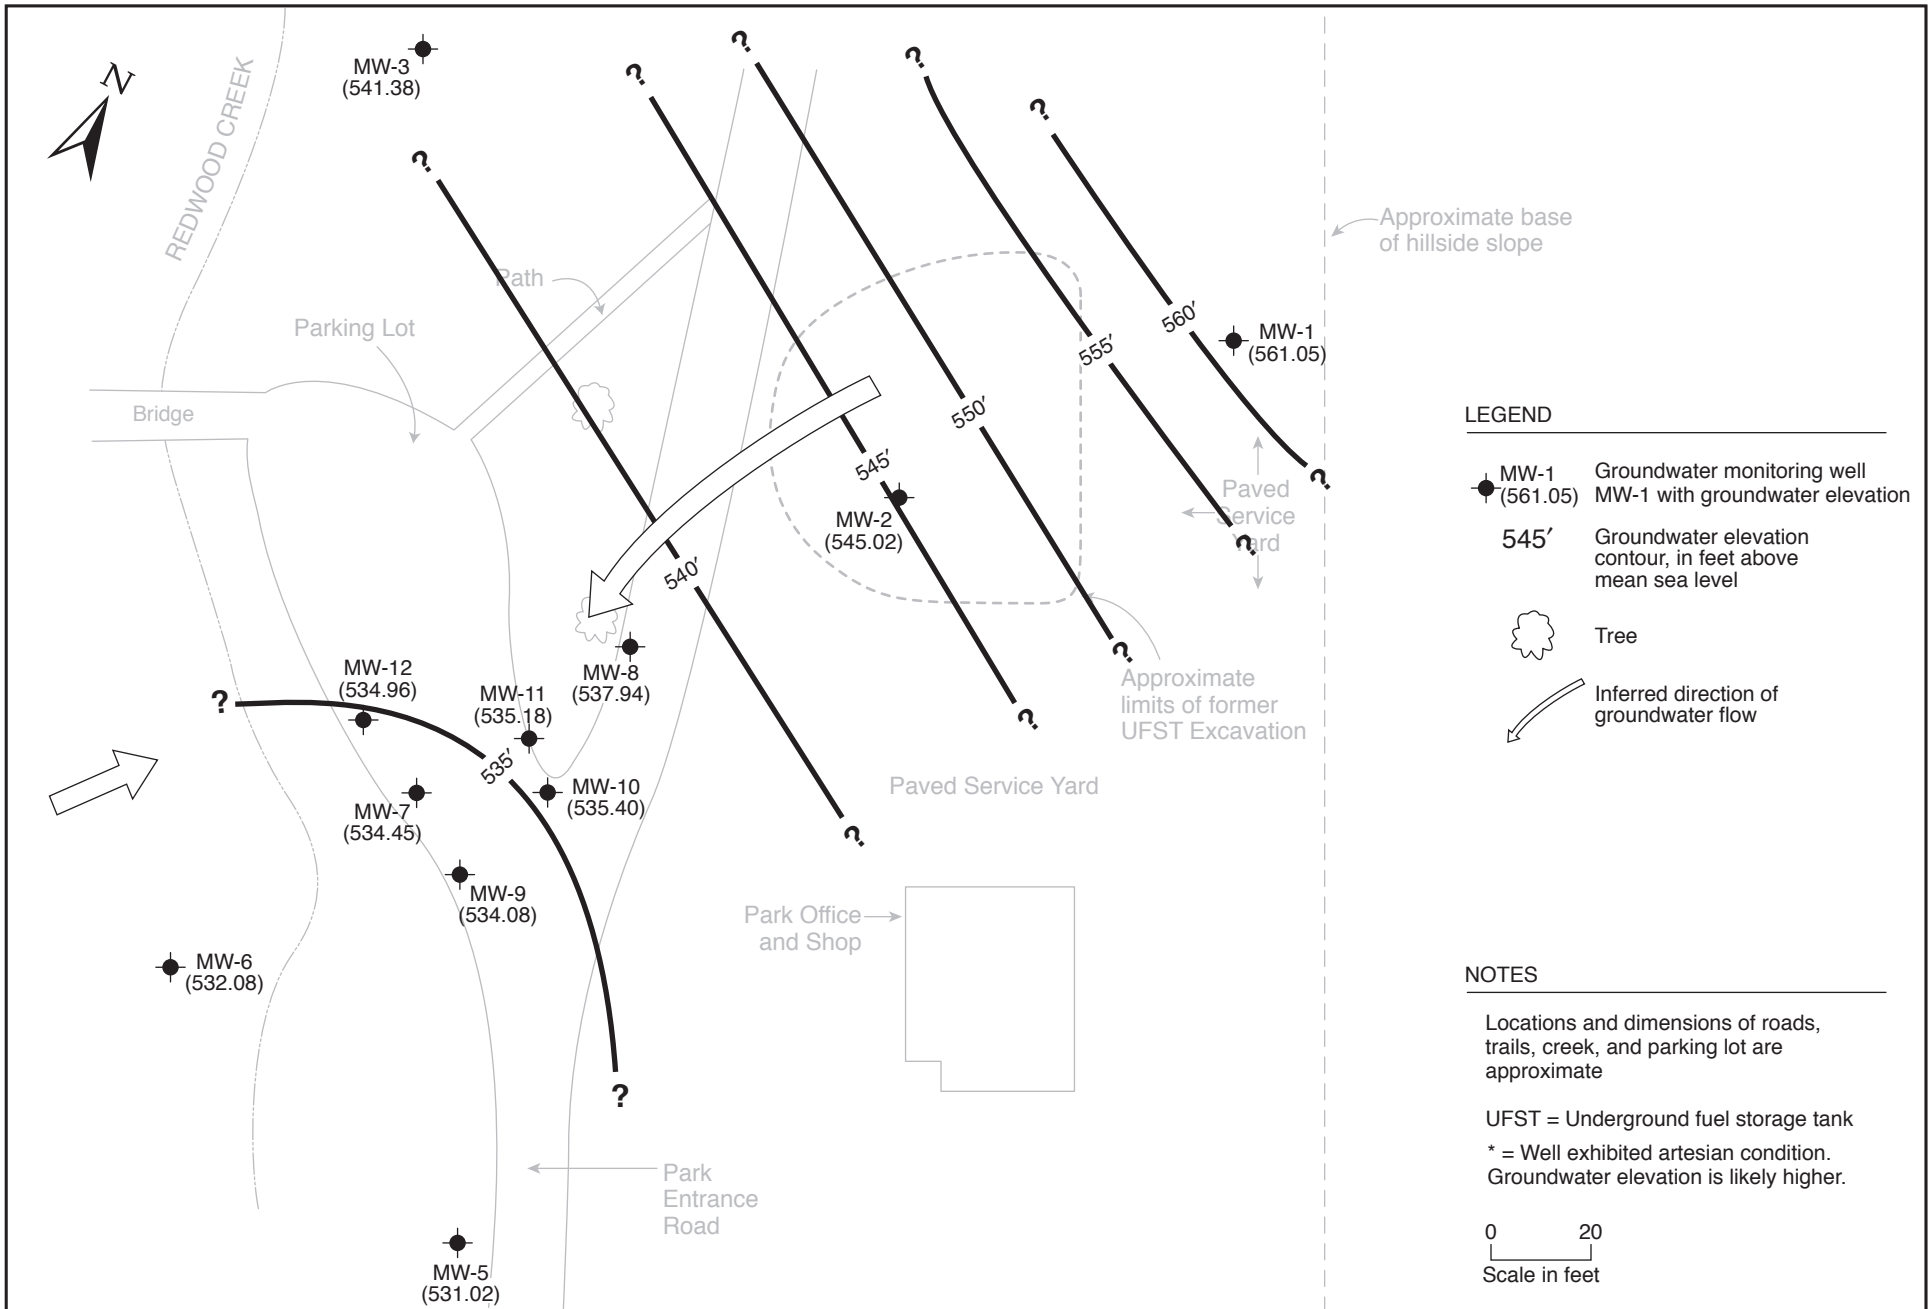 N
REDWOOD CREEK
MW-3
(541.38)
?
?
?
?
?
Approximate base
of hillside slope
Path
Parking Lot
Bridge
560′
555′
550′
545′
540′
535′
MW-1
(561.05)
?
Paved
Service
Yard
?
MW-2
(545.02)
?
Approximate
limits of former
UFST Excavation
?
MW-8
(537.94)
MW-12
(534.96)
MW-11
(535.18)
?
MW-10
(535.40)
MW-7
(534.45)
Paved Service Yard
?
MW-9
(534.08)
Park Office
and Shop
MW-6
(532.08)
?
Park
Entrance
Road
MW-5
(531.02)
LEGEND
MW-1
(561.05)
Groundwater monitoring well
MW-1 with groundwater elevation
545′
Groundwater elevation
contour, in feet above
mean sea level
Tree
Inferred direction of
groundwater flow
NOTES
Locations and dimensions of roads,
trails, creek, and parking lot are
approximate
UFST = Underground fuel storage tank
* = Well exhibited artesian condition.
Groundwater elevation is likely higher.
0 20
Scale in feet